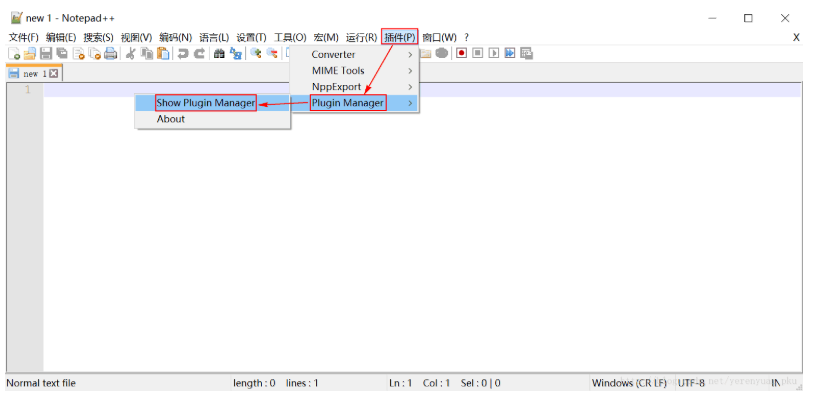 new 1 - Notepad++
文件(F) 编辑(E) 搜索(S) 视图(V) 编码(N) 语言(L) 设置(T) 工具(O) 宏(M) 运行(R) 插件(P) 窗口(W) ? X
Converter
new 1
MIME Tools
NppExport
1
Show Plugin Manager
Plugin Manager
About
Normal text file length : 0 lines : 1 Ln : 1 Col : 1 Sel : 0 | 0 Windows (CR LF) UTF-8 IN